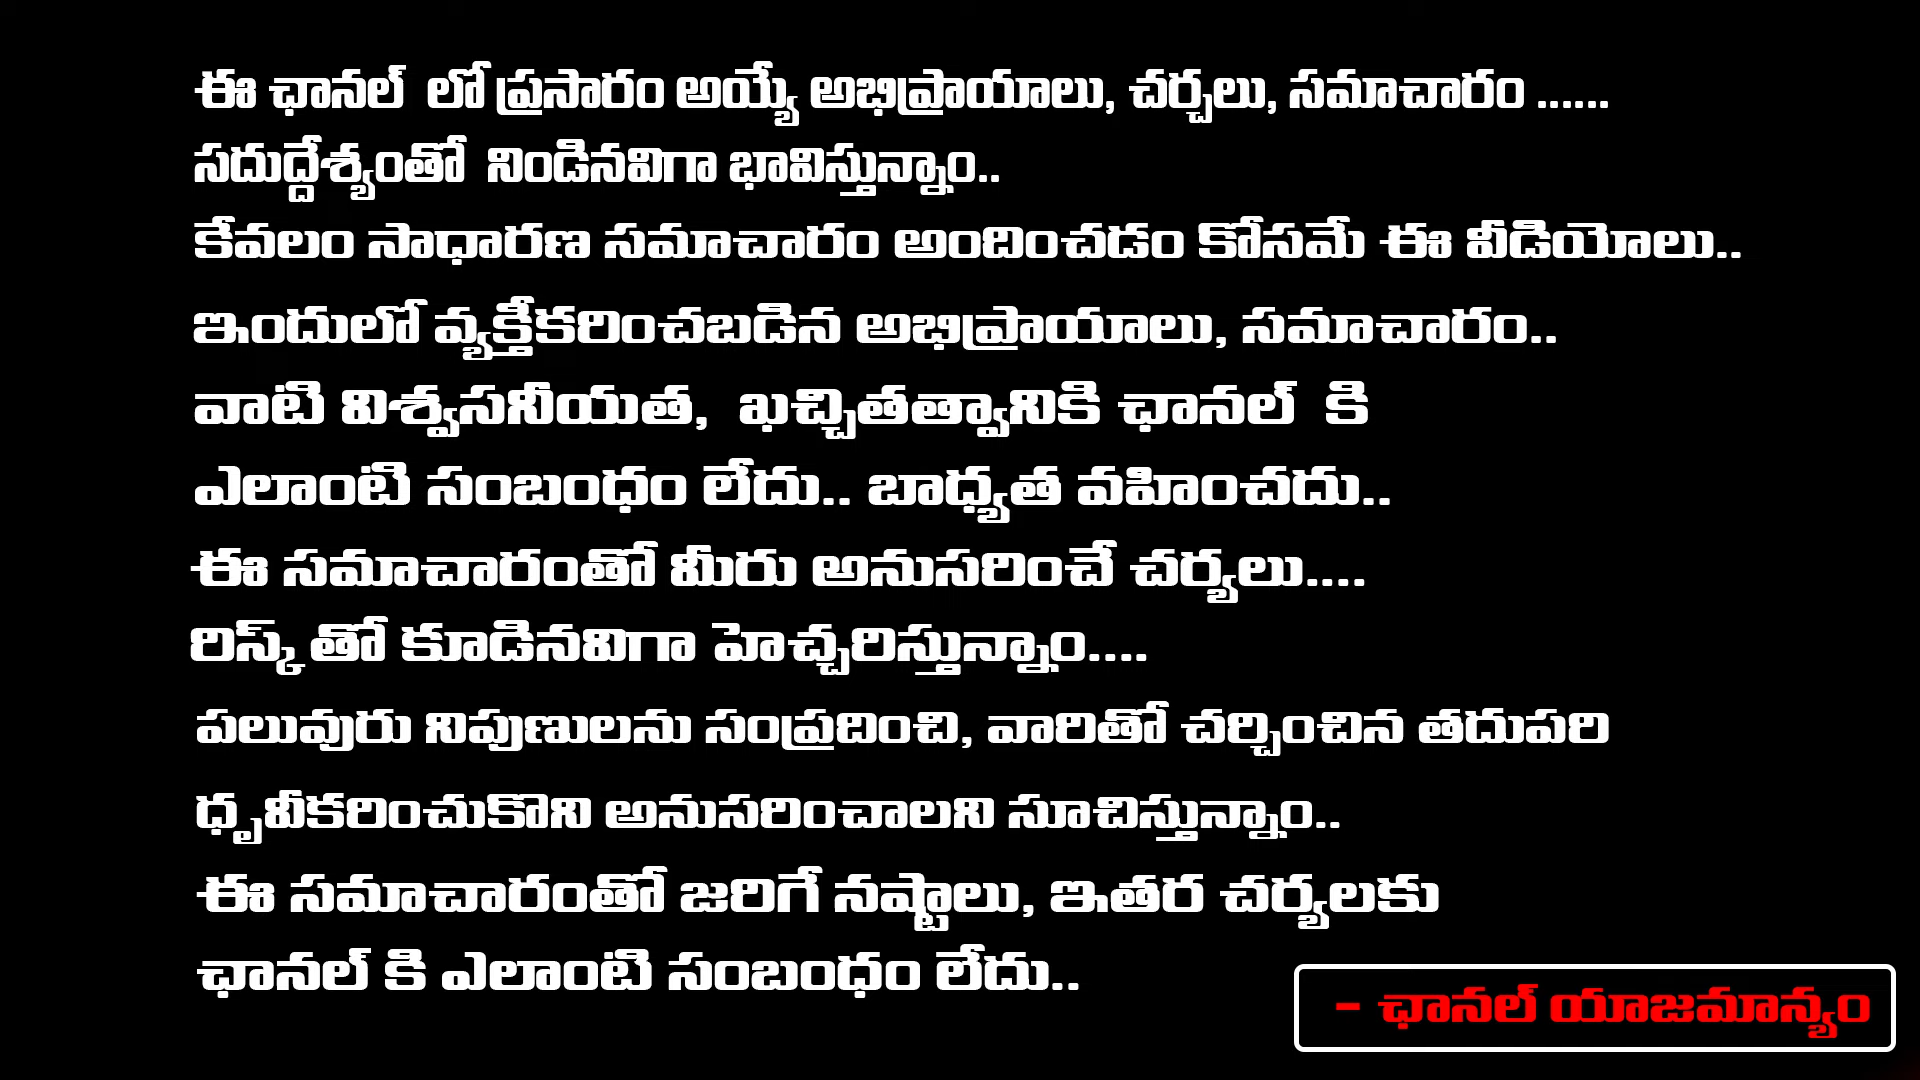 ఈ ఛానల్ లో ప్రసారం అయ్యే అభిప్రాయాలు, చర్చలు, సమాచారం ......
సదుద్దేశ్యంతో నిండినవిగా భావిస్తున్నాం..
కేవలం సాధారణ సమాచారం అందించడం కోసమే ఈ వీడియోలు..
ఇందులో వ్యక్తీకరించబడిన అభిప్రాయాలు, సమాచారం..
వాటి విశ్వసనీయత, ఖచ్చితత్వానికి ఛానల్ కి
ఎలాంటి సంబంధం లేదు.. బాధ్యత వహించదు..
ఈ సమాచారంతో మీరు అనుసరించే చర్యలు....
రిస్క్ తో కూడినవిగా హెచ్చరిస్తున్నాం....
పలువురు నిపుణులను సంప్రదించి, వారితో చర్చించిన తదుపరి
ధృవీకరించుకొని అనుసరించాలని సూచిస్తున్నాం..
ఈ సమాచారంతో జరిగే నష్టాలు, ఇతర చర్యలకు
ఛానల్ కి ఎలాంటి సంబంధం లేదు..
- ఛానల్ యాజమాన్యం